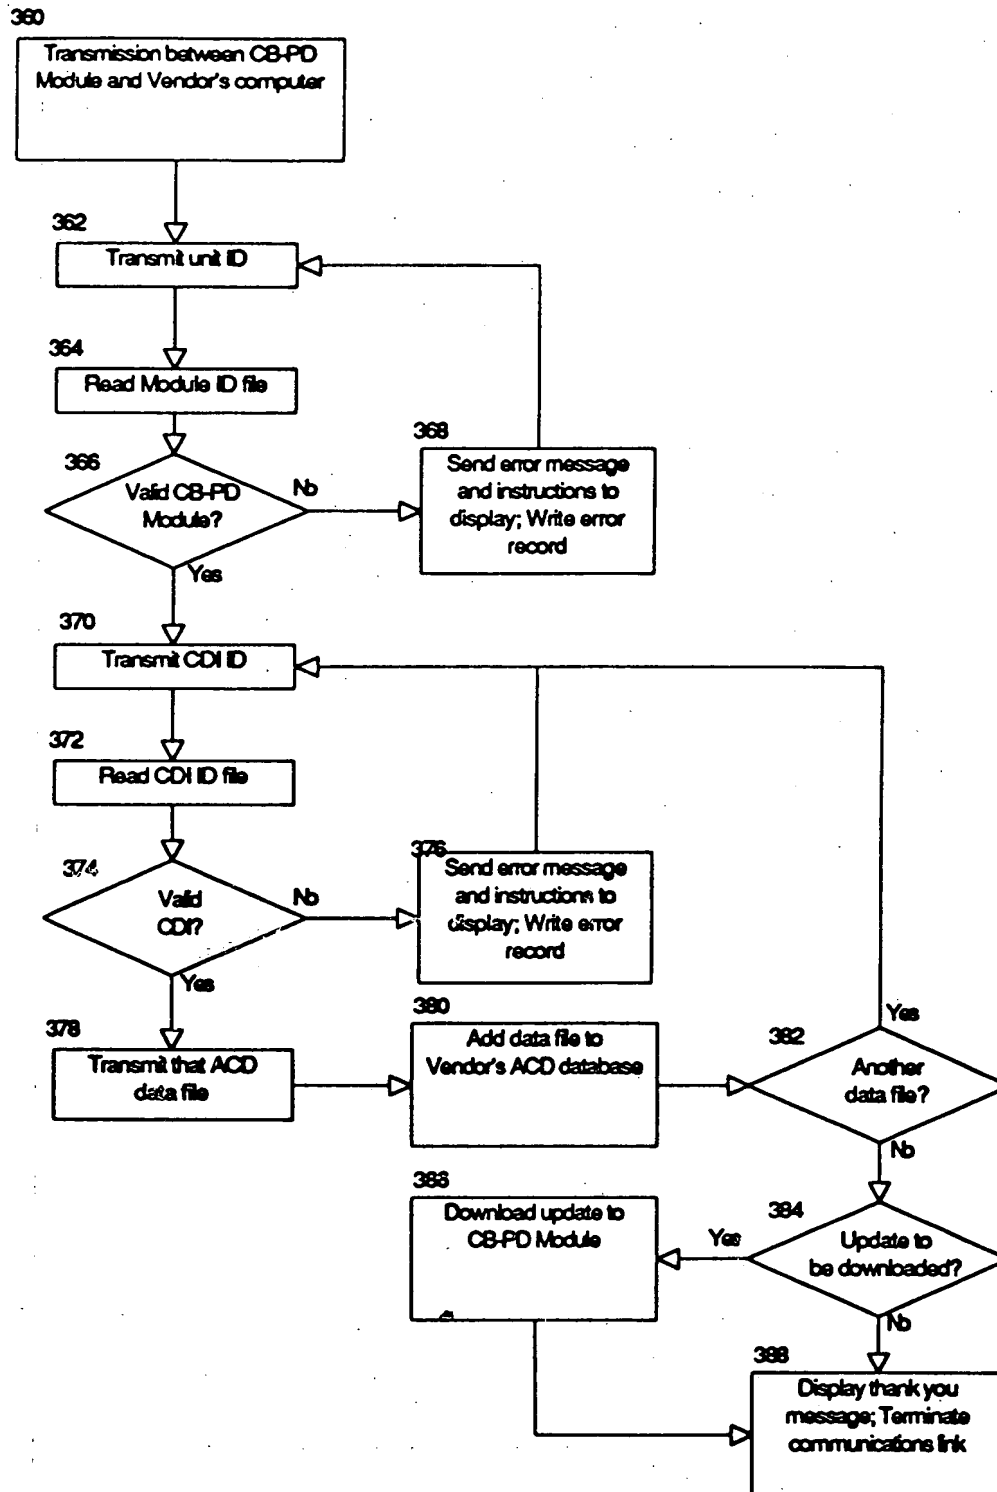 360
Transmission between CB-PD
Module and Vendor's computer
362
Transmit unit ID
364
Read Module ID file
366
Valid CB-PD
Module?
No
368
Send error message
and instructions to
display; Write error
record
Yes
370
Transmit CDI ID
372
Read CDI ID file
374
Valid
CDI?
No
376
Send error message
and instructions to
display; Write error
record
Yes
378
Transmit that ACD
data file
380
Add data file to
Vendor's ACD database
Yes
382
Another
data file?
No
384
Update to
be downloaded?
Yes
386
Download update to
CB-PD Module
No
388
Display thank you
message; Terminate
communications link